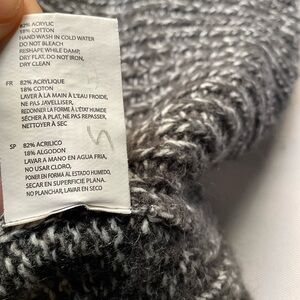 82% ACRYLIC
18% COTTON
HAND WASH IN COLD WATER
DO NOT BLEACH
RESHAPE WHILE DAMP,
DRY FLAT, DO NOT IRON,
DRY CLEAN
FR 82% ACRYLIQUE
18% COTON
LAVER À LA MAIN À L'EAU FROIDE,
NE PAS JAVELLISER,
REDONNER LA FORME À L'ÉTAT HUMIDE
SÉCHER À PLAT, NE PAS REPASSER,
NETTOYER À SEC
SP 82% ACRILICO
18% ALGODON
LAVAR A MANO EN AGUA FRIA,
NO USAR CLORO,
PONER EN FORMA AL ESTADO HUMEDO,
SECAR EN SUPERFICIE PLANA.
NO PLANCHAR, LAVAR EN SECO